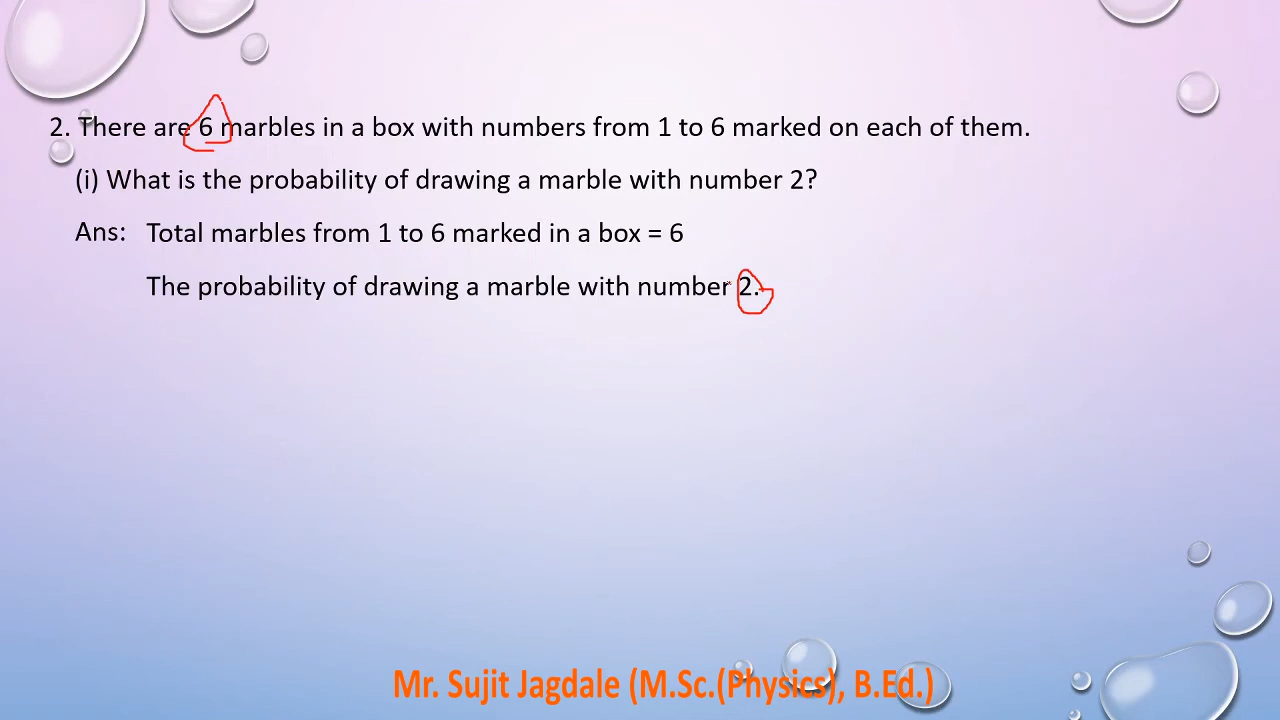 2. There are 6 marbles in a box with numbers from 1 to 6 marked on each of them.
(i) What is the probability of drawing a marble with number 2?
Ans: Total marbles from 1 to 6 marked in a box = 6
The probability of drawing a marble with number 2.
Mr. Sujit Jagdale (M.Sc.(Physics), B.Ed.)